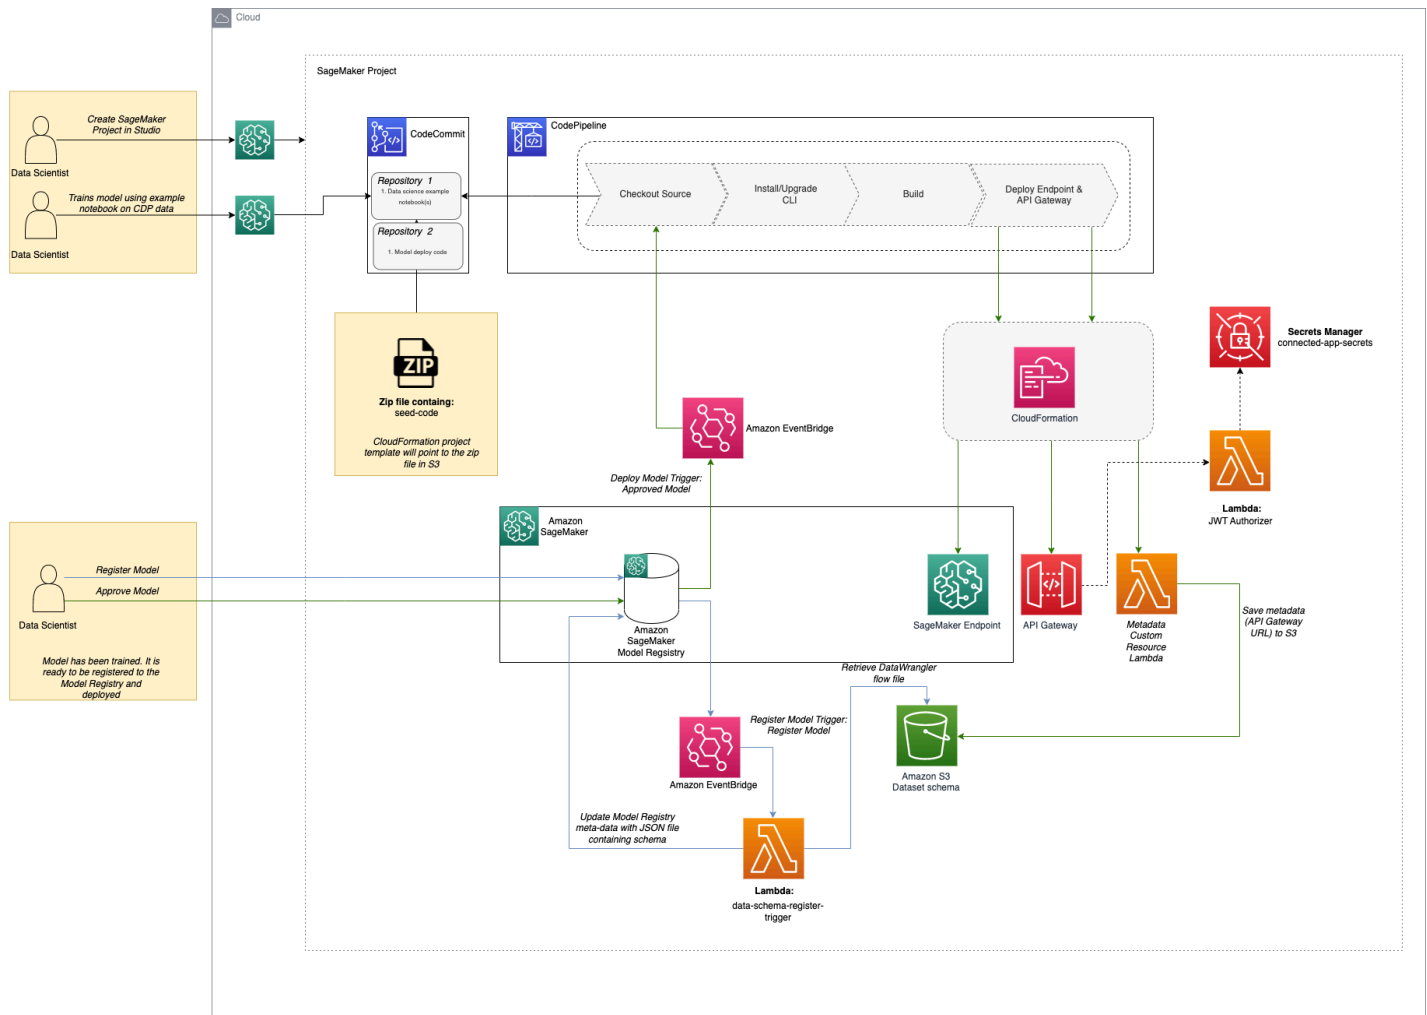 Cloud
SageMaker Project
Create SageMaker
Project in Studio
Data Scientist
Trains model using example
notebook on CDP data
Data Scientist
CodeCommit
Repository 1
1. Data science example
notebook(s)
Repository 2
1. Model deploy code
CodePipeline
Checkout Source
Install/Upgrade
CLI
Build
Deploy Endpoint &
API Gateway
ZIP
Zip file containg:
seed-code
CloudFormation project
template will point to the zip
file in S3
Amazon EventBridge
Deploy Model Trigger:
Approved Model
CloudFormation
Secrets Manager
connected-app-secrets
Lambda:
JWT Authorizer
Register Model
Approve Model
Data Scientist
Model has been trained. It is
ready to be registered to the
Model Registry and
deployed
Amazon
SageMaker
Amazon
SageMaker
Model Regsistry
SageMaker Endpoint
API Gateway
Metadata
Custom
Resource
Lambda
Save metadata
(API Gateway
URL) to S3
Retrieve DataWrangler
flow file
Register Model Trigger:
Register Model
Amazon EventBridge
Amazon S3
Dataset schema
Update Model Registry
meta-data with JSON file
containing schema
Lambda:
data-schema-register-
trigger